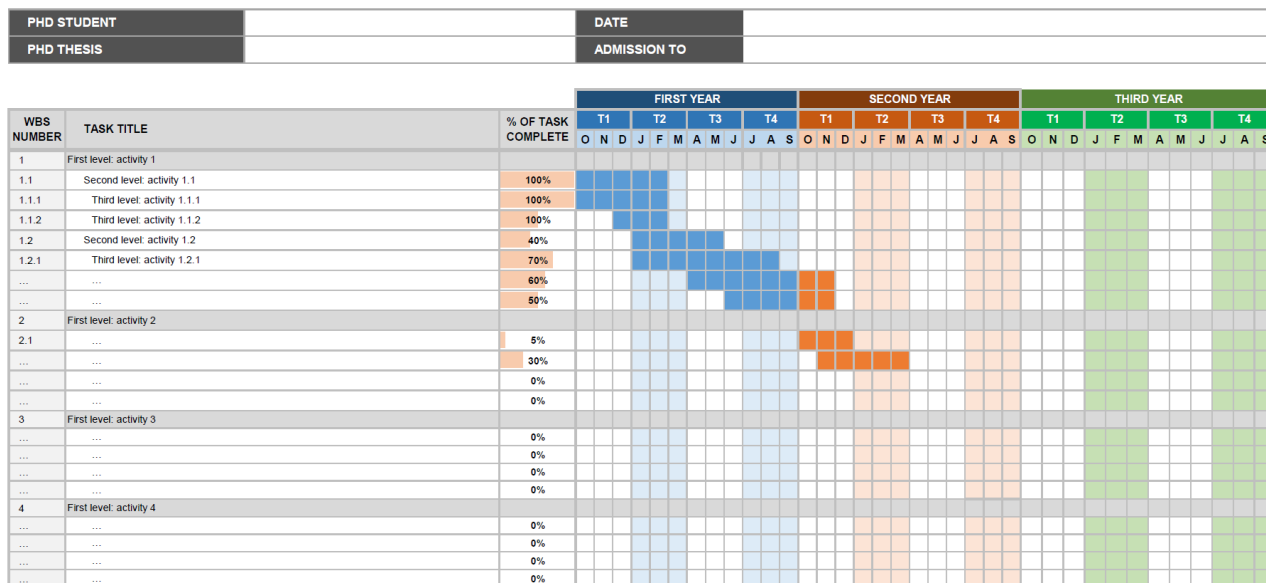 PHD STUDENT DATE
PHD THESIS ADMISSION TO
FIRST YEAR SECOND YEAR THIRD YEAR
WBS NUMBER TASK TITLE % OF TASK COMPLETE T1 T2 T3 T4 T1 T2 T3 T4 T1 T2 T3 T4
O N D J F M A M J J A S O N D J F M A M J J A S O N D J F M A M J J A S
1 First level: activity 1
1.1 Second level: activity 1.1 100%
1.1.1 Third level: activity 1.1.1 100%
1.1.2 Third level: activity 1.1.2 100%
1.2 Second level: activity 1.2 40%
1.2.1 Third level: activity 1.2.1 70%
... ... 60%
... ... 50%
2 First level: activity 2
2.1 ... 5%
... ... 30%
... ... 0%
... ... 0%
3 First level: activity 3
... ... 0%
... ... 0%
... ... 0%
... ... 0%
4 First level: activity 4
... ... 0%
... ... 0%
... ... 0%
... ... 0%